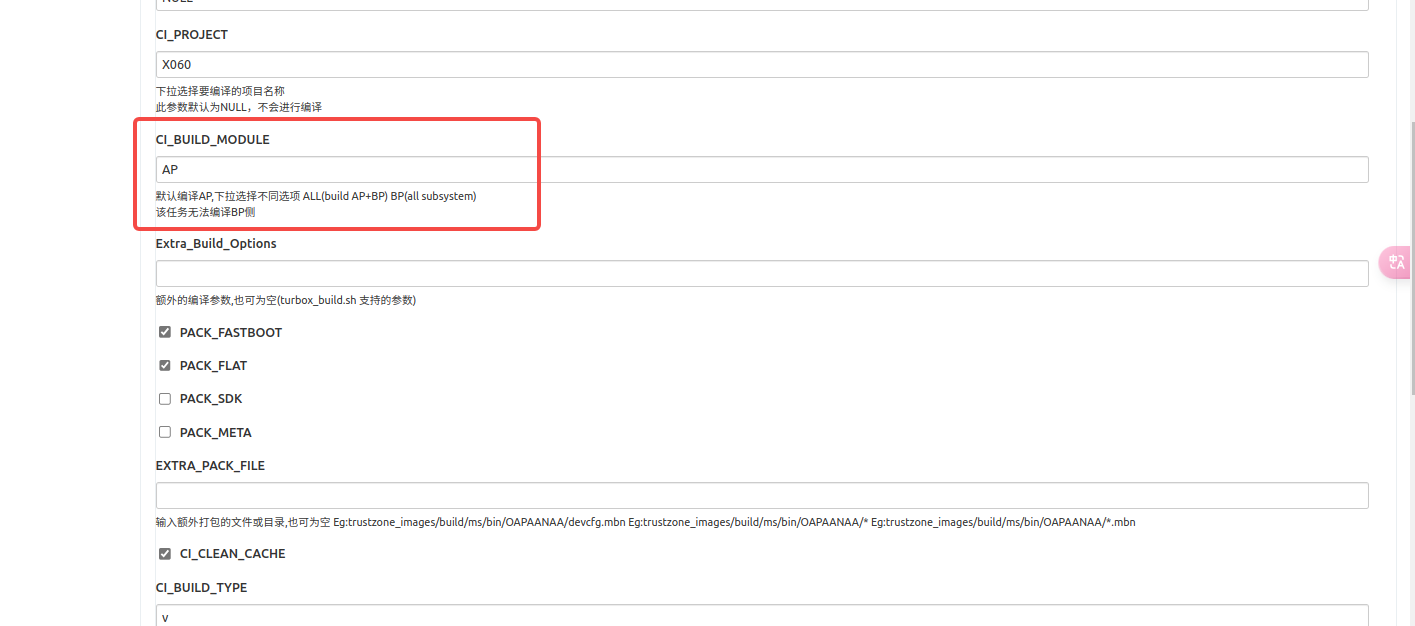 NULL
CI_PROJECT
X060
下拉选择要编译的项目名称
此参数默认为NULL，不会进行编译
CI_BUILD_MODULE
AP
默认编译AP,下拉选择不同选项 ALL(build AP+BP) BP(all subsystem)
该任务无法编译BP侧
Extra_Build_Options
额外的编译参数,也可为空(turbox_build.sh 支持的参数)
PACK_FASTBOOT
PACK_FLAT
PACK_SDK
PACK_META
EXTRA_PACK_FILE
输入额外打包的文件或目录,也可为空 Eg:trustzone_images/build/ms/bin/OAPAANAA/devcfg.mbn Eg:trustzone_images/build/ms/bin/OAPAANAA/* Eg:trustzone_images/build/ms/bin/OAPAANAA/*.mbn
CI_CLEAN_CACHE
CI_BUILD_TYPE
v